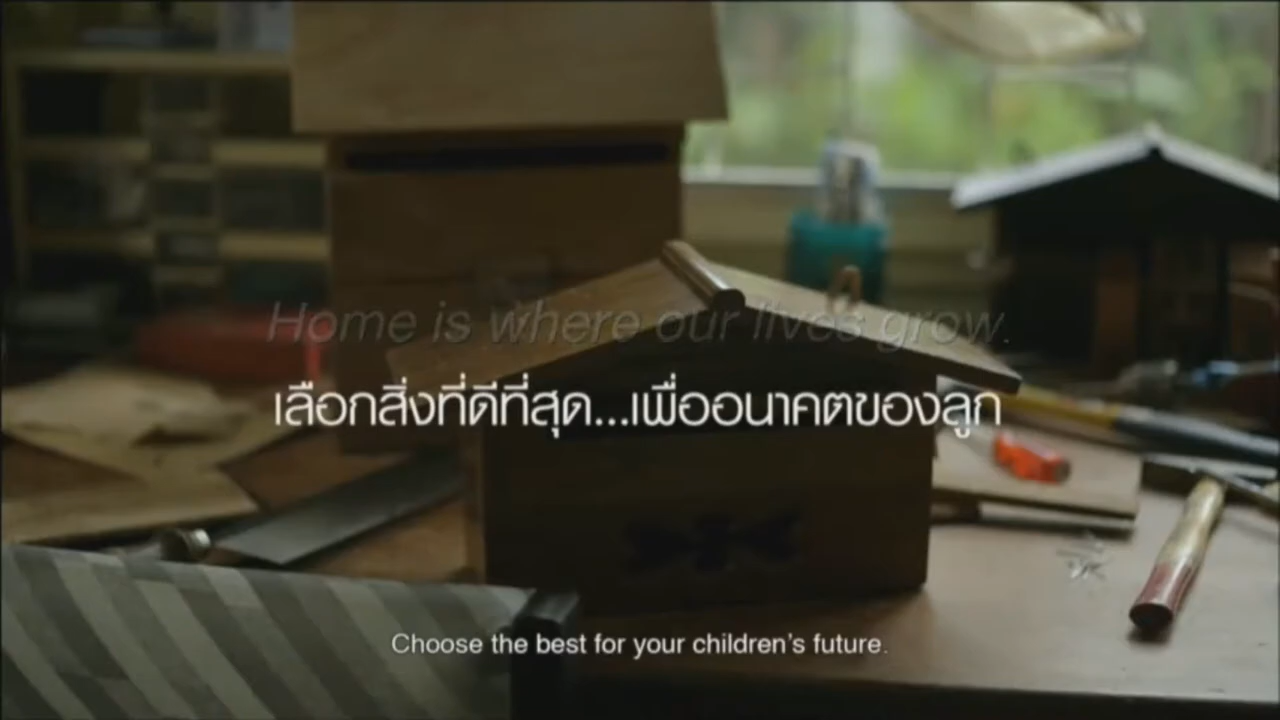 Home is where our lives grow.
เลือกสิ่งที่ดีที่สุด...เพื่ออนาคตของลูก
Choose the best for your children's future.